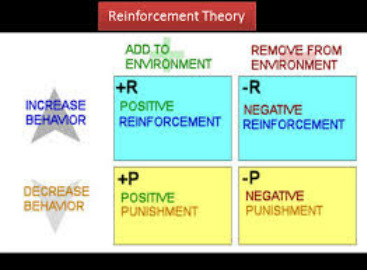 Reinforcement Theory
ADD TO
ENVIRONMENT
REMOVE FROM
ENVIRONMENT
INCREASE
BEHAVIOR
+R
POSITIVE
REINFORCEMENT
-R
NEGATIVE
REINFORCEMENT
DECREASE
BEHAVIOR
+P
POSITIVE
PUNISHMENT
-P
NEGATIVE
PUNISHMENT